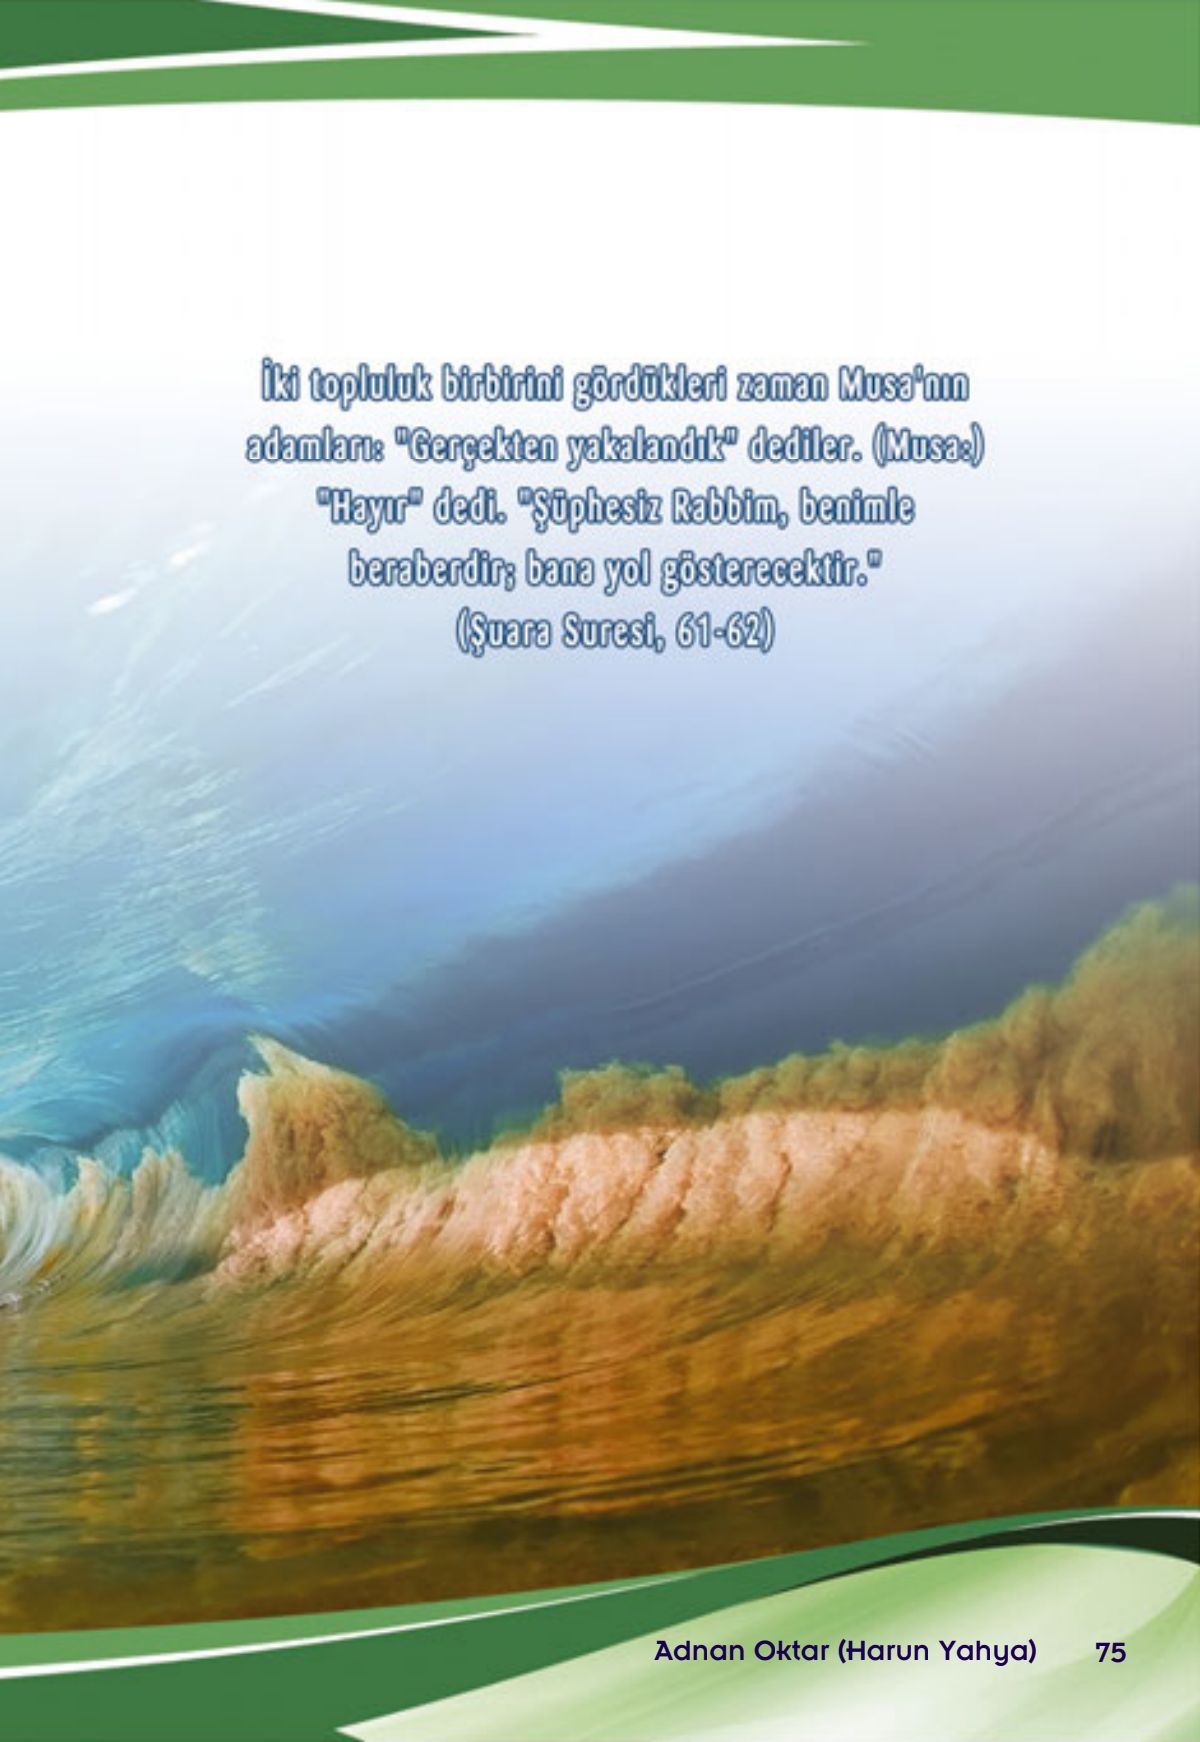 İki topluluk birbirini gördükleri zaman Musa'nın
adamları: "Gerçekten yakalandık" dediler. (Musa:)
"Hayır" dedi. "Şüphesiz Rabbim, benimle
beraberdir; bana yol gösterecektir."
(Şuara Suresi, 61-62)
Adnan Oktar (Harun Yahya) 75